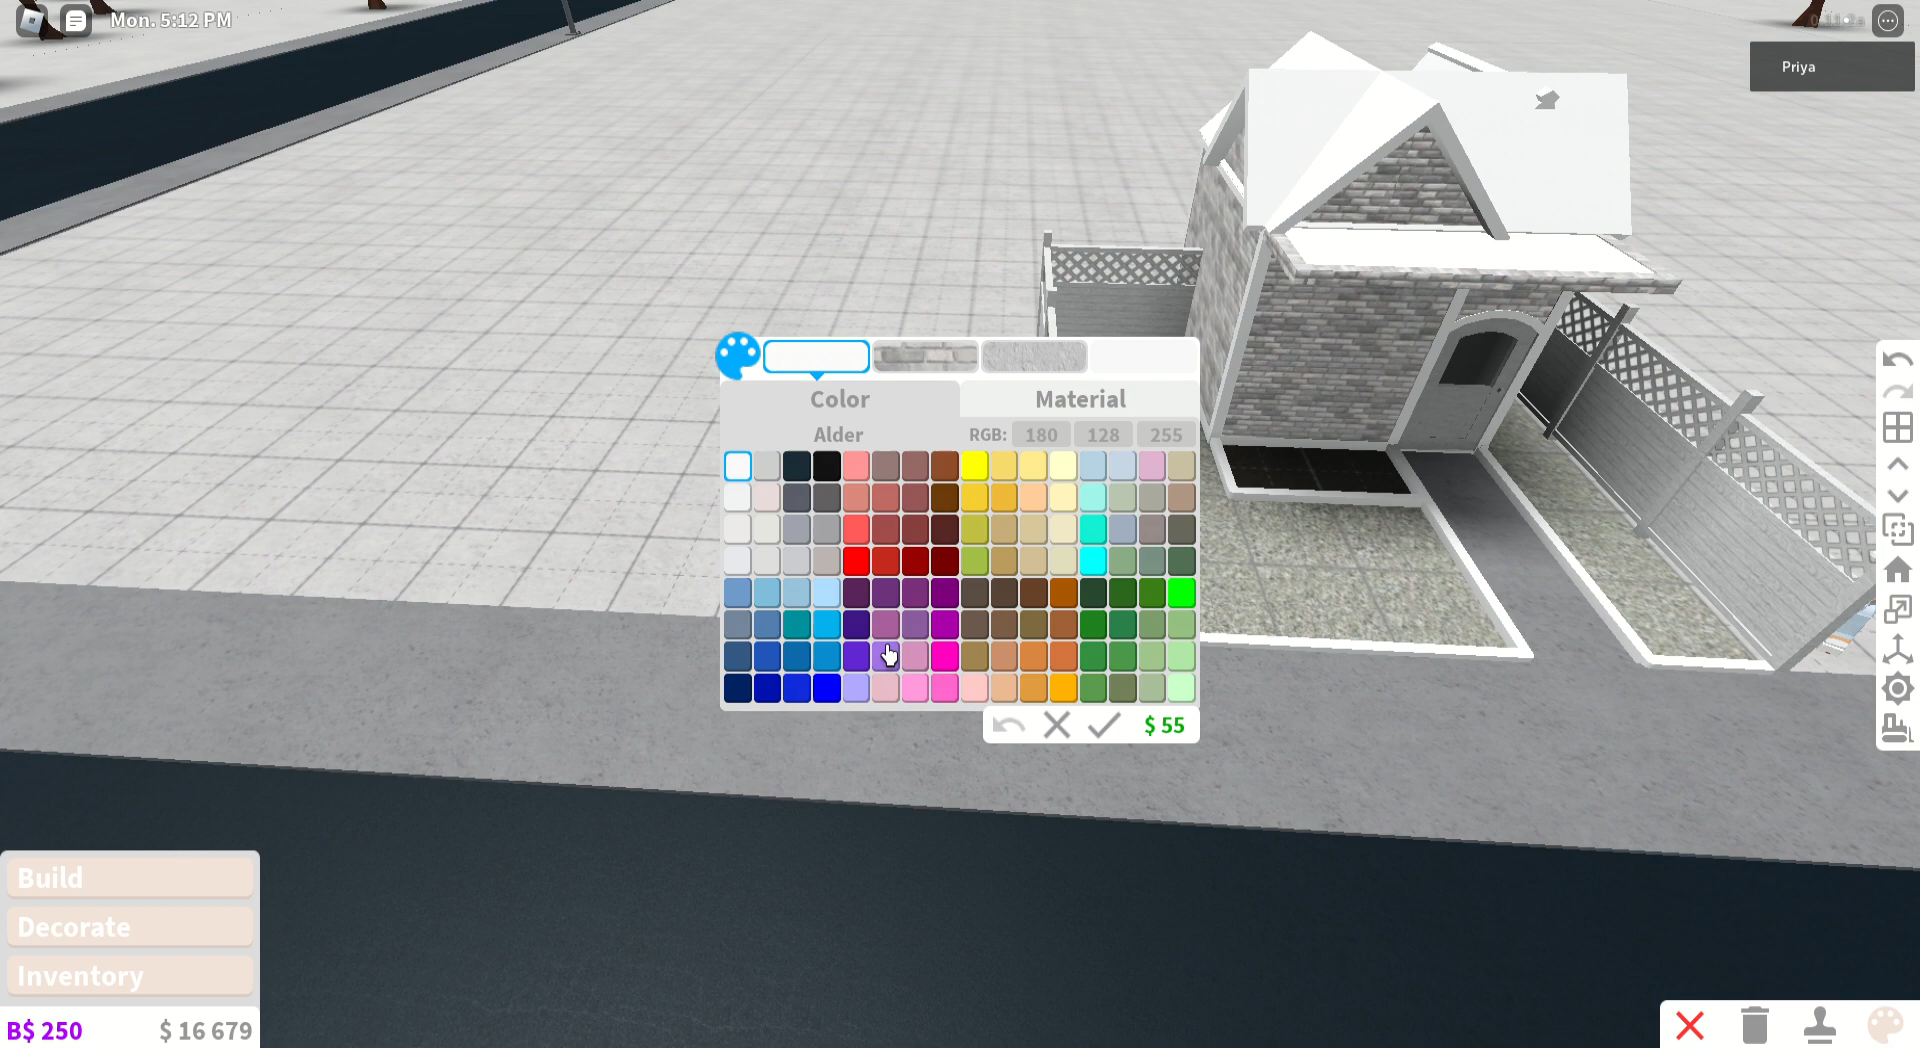 Mon. 5:12 PM
Priya
Color
Material
Alder
RGB: 180 128 255
$ 55
Build
Decorate
Inventory
B$ 250
$ 16 679